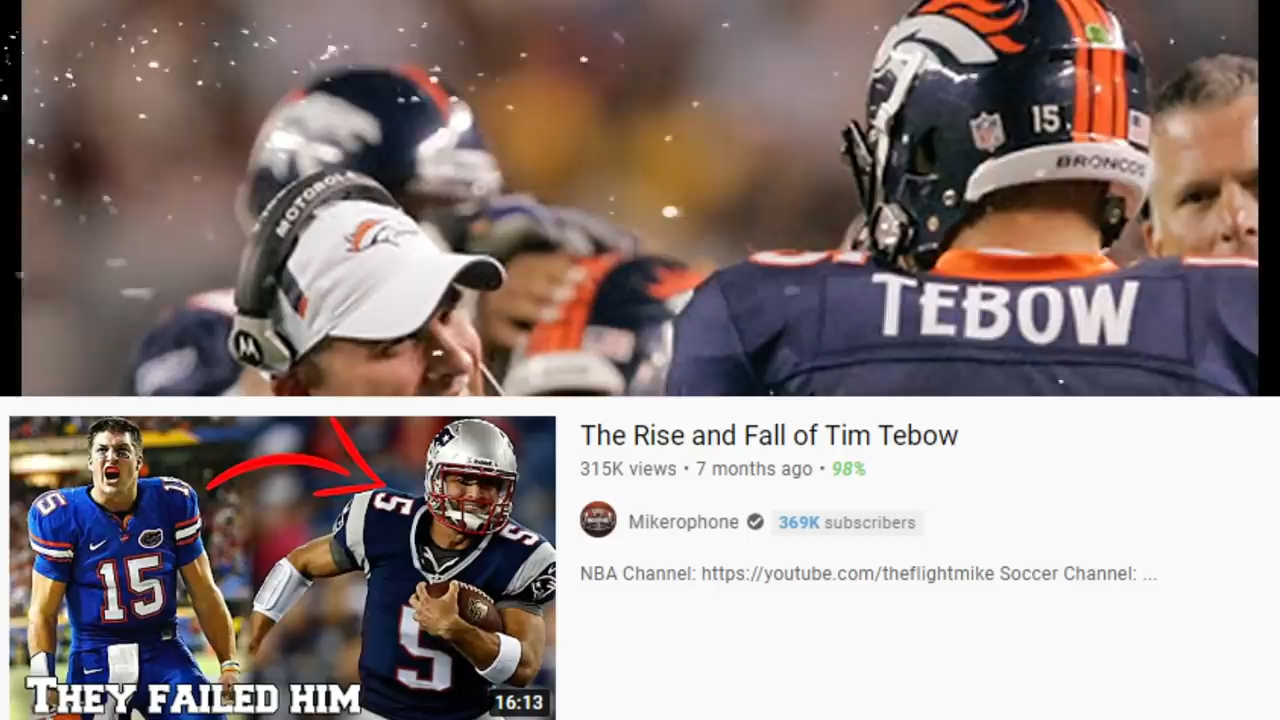 15
BRONCOS
MOTOROLA
TEBOW
The Rise and Fall of Tim Tebow
315K views • 7 months ago • 98%
Mikerophone 369K subscribers
NBA Channel: https://youtube.com/theflightmike Soccer Channel: ...
15
15
5
5
5
THEY FAILED HIM
16:13